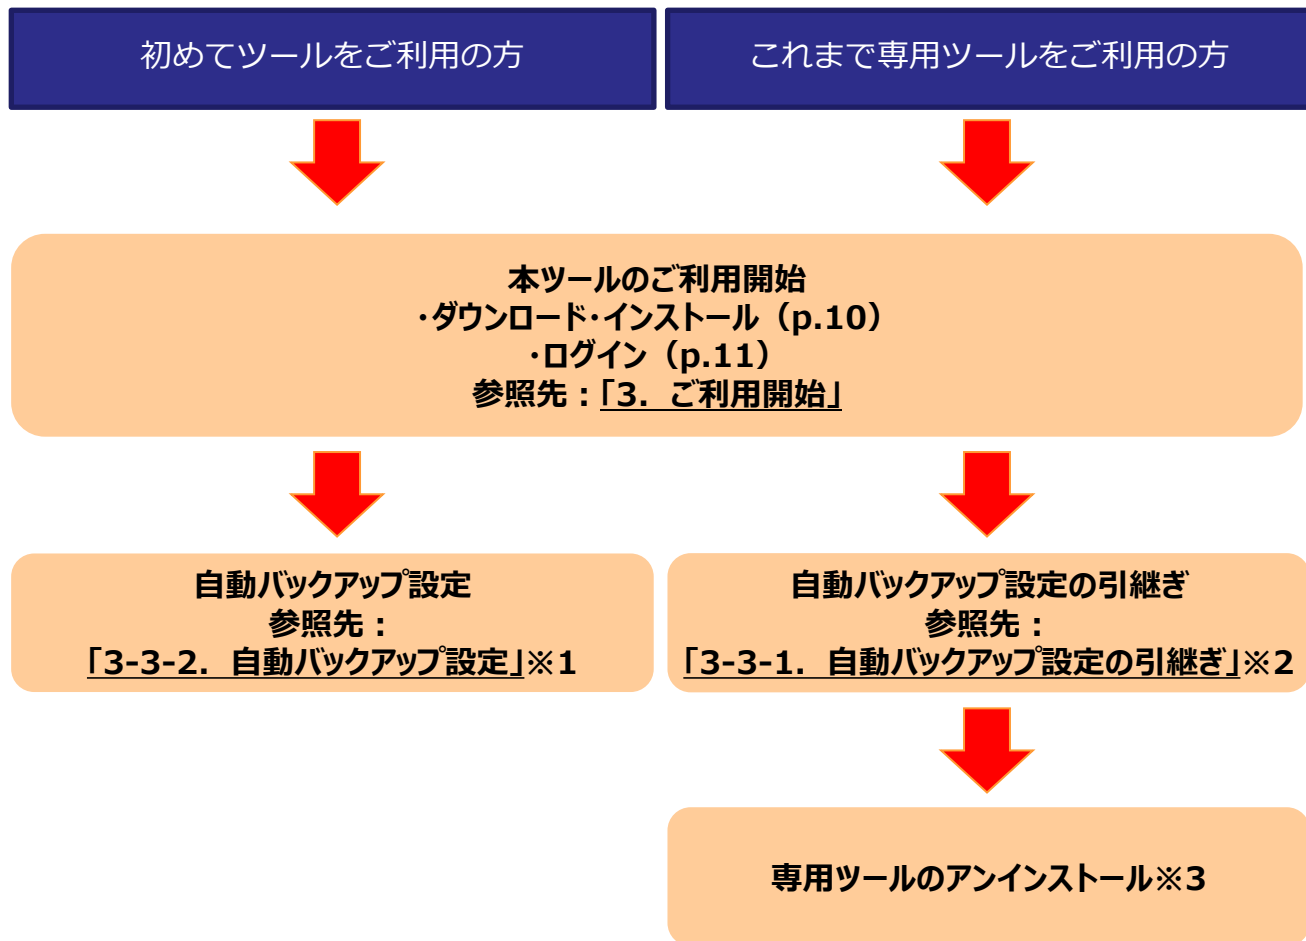 初めてツールをご利用の方
これまで専用ツールをご利用の方
本ツールのご利用開始
・ダウンロード・インストール（p.10）
・ログイン（p.11）
参照先：「3．ご利用開始」
自動バックアップ設定
参照先：
「3-3-2．自動バックアップ設定」※1
自動バックアップ設定の引継ぎ
参照先：
「3-3-1．自動バックアップ設定の引継ぎ」※2
専用ツールのアンインストール※3